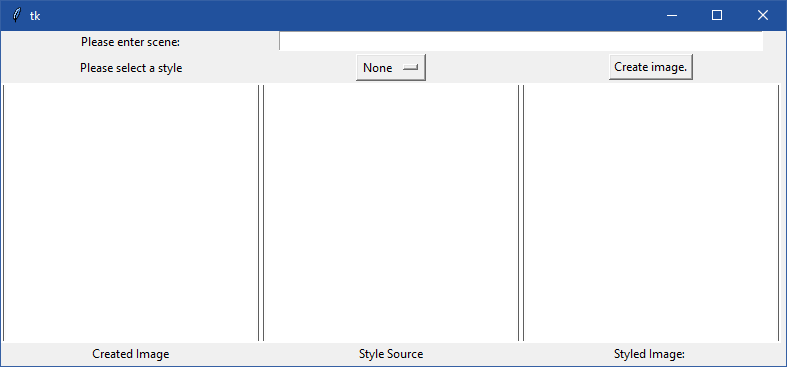 tk
Please enter scene:
Please select a style None Create image.
Created Image Style Source Styled Image: